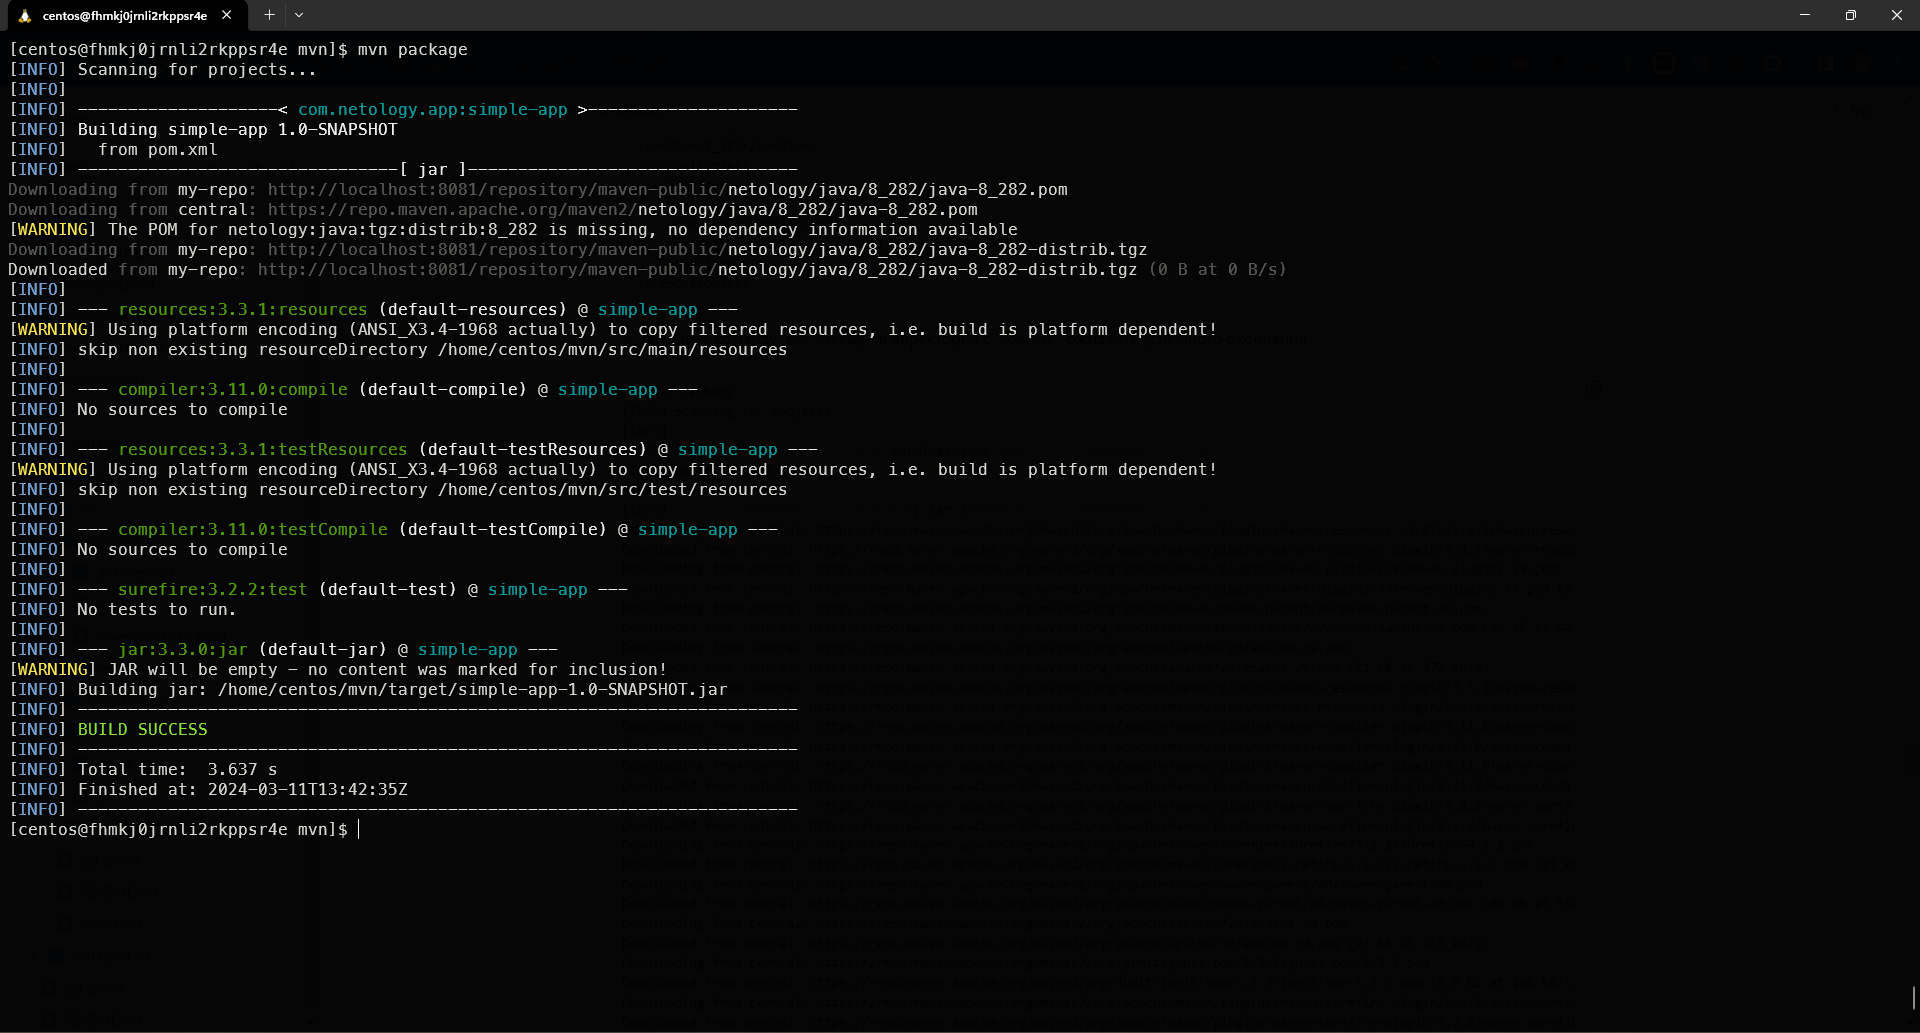 centos@fhmkj0jrnli2rkppsr4e
[centos@fhmkj0jrnli2rkppsr4e mvn]$ mvn package
[INFO] Scanning for projects...
[INFO]
[INFO] --------------------< com.netology.app:simple-app >---------------------
[INFO] Building simple-app 1.0-SNAPSHOT
[INFO]   from pom.xml
[INFO] --------------------------------[ jar ]---------------------------------
Downloading from my-repo: http://localhost:8081/repository/maven-public/netology/java/8_282/java-8_282.pom
Downloading from central: https://repo.maven.apache.org/maven2/netology/java/8_282/java-8_282.pom
[WARNING] The POM for netology:java:tgz:distrib:8_282 is missing, no dependency information available
Downloading from my-repo: http://localhost:8081/repository/maven-public/netology/java/8_282/java-8_282-distrib.tgz
Downloaded from my-repo: http://localhost:8081/repository/maven-public/netology/java/8_282/java-8_282-distrib.tgz (0 B at 0 B/s)
[INFO]
[INFO] --- resources:3.3.1:resources (default-resources) @ simple-app ---
[WARNING] Using platform encoding (ANSI_X3.4-1968 actually) to copy filtered resources, i.e. build is platform dependent!
[INFO] skip non existing resourceDirectory /home/centos/mvn/src/main/resources
[INFO]
[INFO] --- compiler:3.11.0:compile (default-compile) @ simple-app ---
[INFO] No sources to compile
[INFO]
[INFO] --- resources:3.3.1:testResources (default-testResources) @ simple-app ---
[WARNING] Using platform encoding (ANSI_X3.4-1968 actually) to copy filtered resources, i.e. build is platform dependent!
[INFO] skip non existing resourceDirectory /home/centos/mvn/src/test/resources
[INFO]
[INFO] --- compiler:3.11.0:testCompile (default-testCompile) @ simple-app ---
[INFO] No sources to compile
[INFO]
[INFO] --- surefire:3.2.2:test (default-test) @ simple-app ---
[INFO] No tests to run.
[INFO]
[INFO] --- jar:3.3.0:jar (default-jar) @ simple-app ---
[WARNING] JAR will be empty - no content was marked for inclusion!
[INFO] Building jar: /home/centos/mvn/target/simple-app-1.0-SNAPSHOT.jar
[INFO] ------------------------------------------------------------------------
[INFO] BUILD SUCCESS
[INFO] ------------------------------------------------------------------------
[INFO] Total time:  3.637 s
[INFO] Finished at: 2024-03-11T13:42:35Z
[INFO] ------------------------------------------------------------------------
[centos@fhmkj0jrnli2rkppsr4e mvn]$